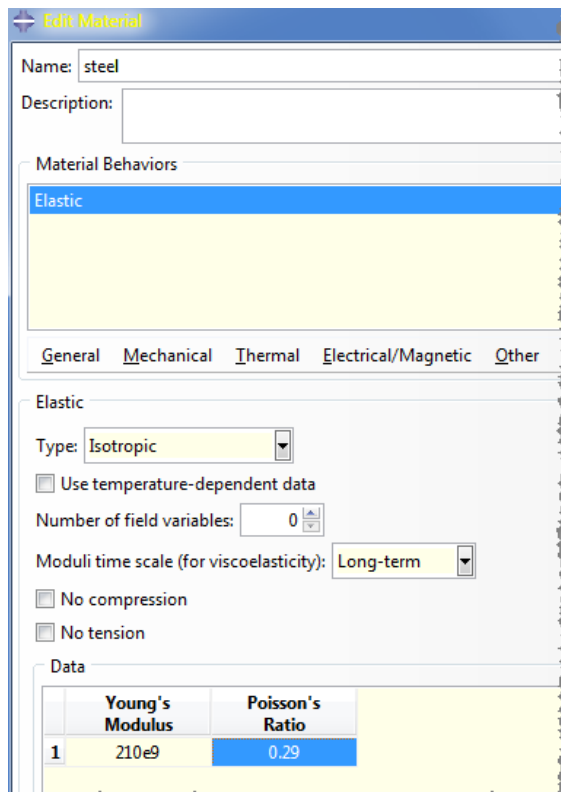 Edit Material
Name: steel
Description:
Material Behaviors
Elastic
General Mechanical Thermal Electrical/Magnetic Other
Elastic
Type: Isotropic
Use temperature-dependent data
Number of field variables: 0
Moduli time scale (for viscoelasticity): Long-term
No compression
No tension
Data
Young's Modulus Poisson's Ratio
1 210e9 0.29